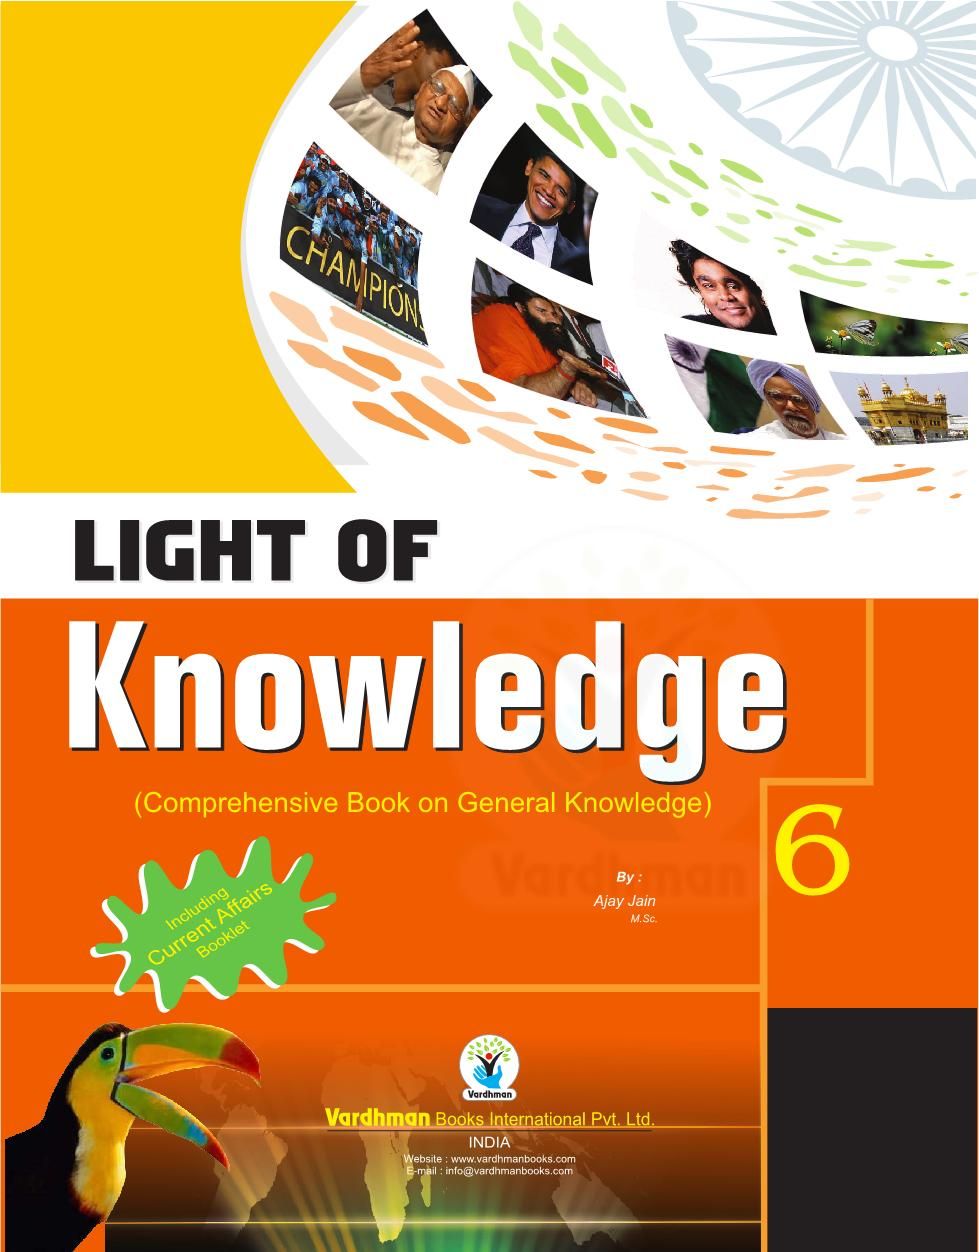 CHAMPIONS
LIGHT OF
Knowledge
(Comprehensive Book on General Knowledge)
6
By :
Ajay Jain
M.Sc.
Including
Current Affairs
Booklet
Vardhman
Vardhman
Vardhman Books International Pvt. Ltd.
INDIA
Website : www.vardhmanbooks.com
E-mail : info@vardhmanbooks.com